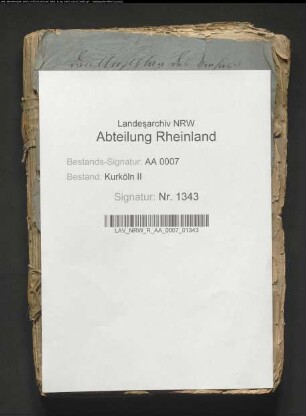 Landesarchiv NRW
Abteilung Rheinland
Bestands-Signatur: AA 0007
Bestand: Kurköln II
Signatur: Nr. 1343
LAV_NRW_R_AA_0007_01343